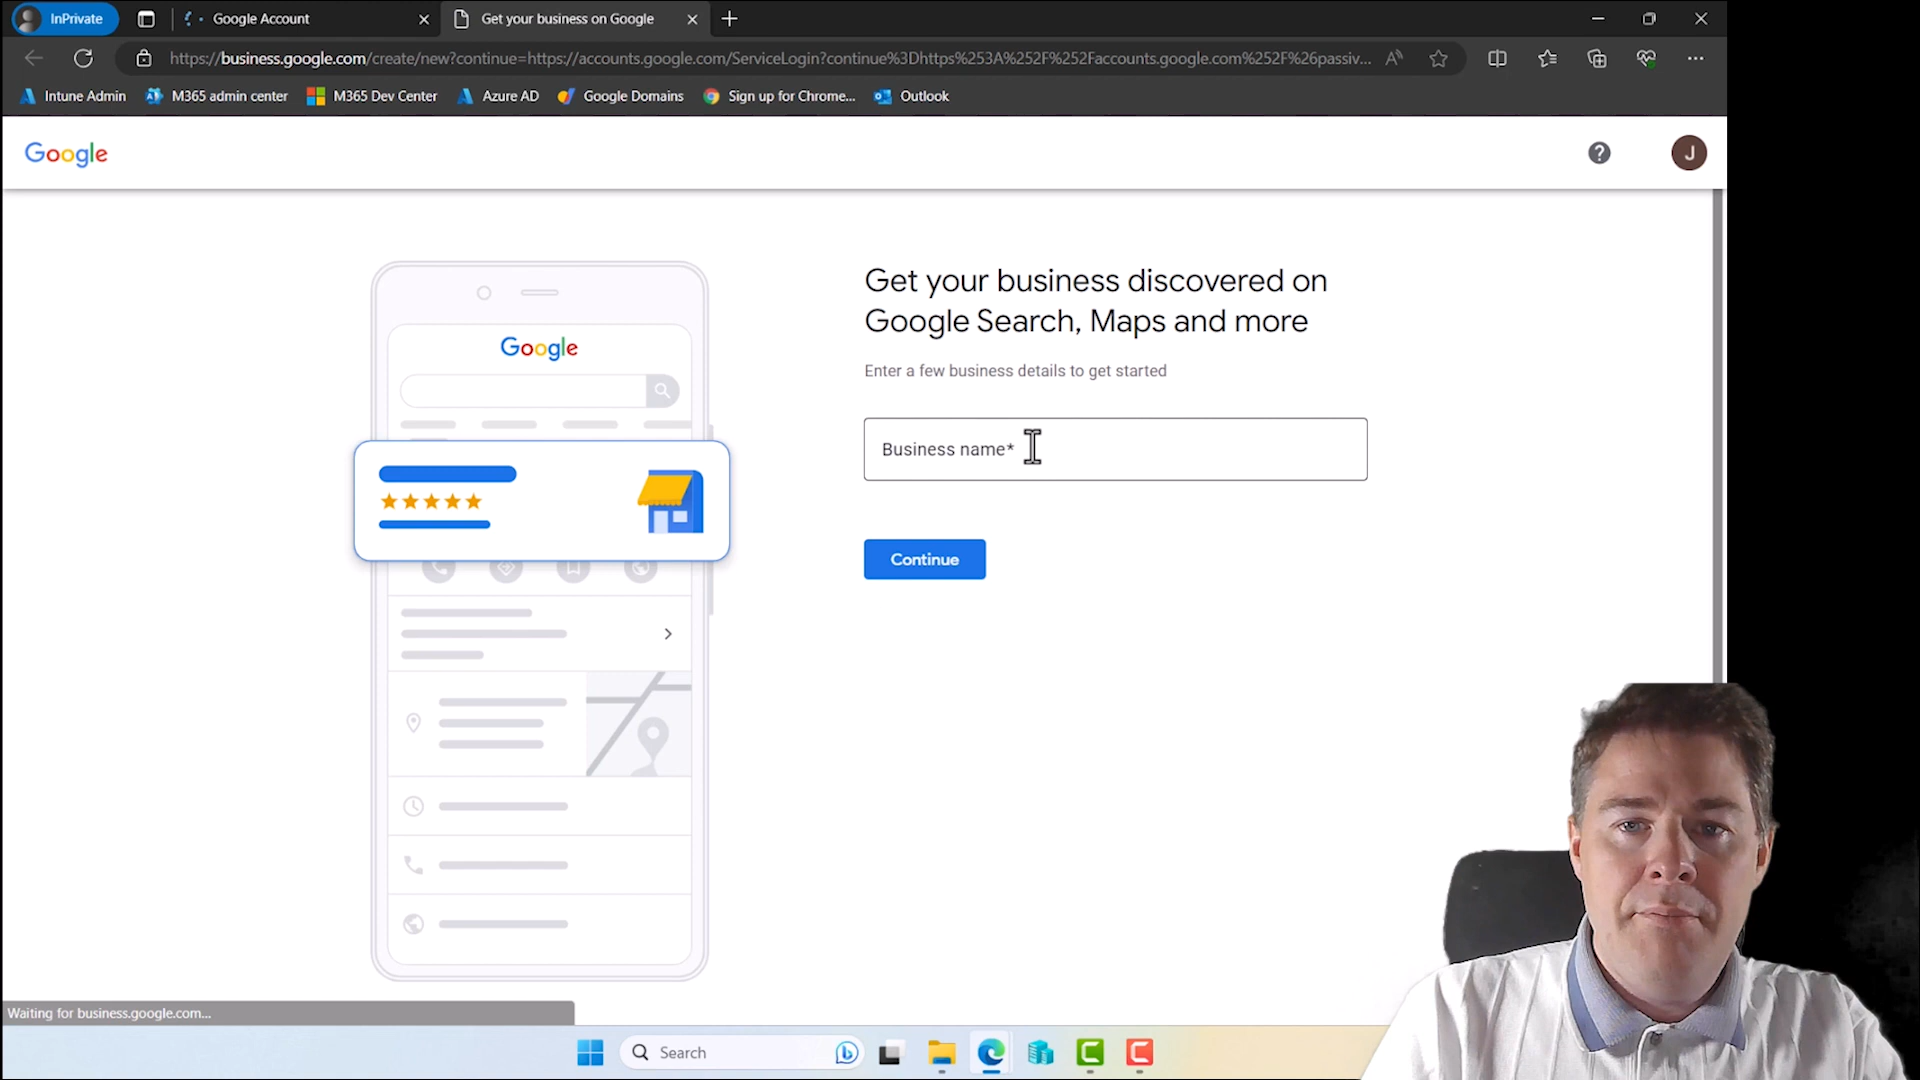 InPrivate
Google Account
Get your business on Google
https://business.google.com/create/new?continue=https://accounts.google.com/ServiceLogin?continue%3Dhttps%253A%252F%252Faccounts.google.com%252F%26passiv...
Intune Admin
M365 admin center
M365 Dev Center
Azure AD
Google Domains
Sign up for Chrome...
Outlook
Google
J
Get your business discovered on
Google Search, Maps and more
Enter a few business details to get started
Business name*
Continue
Google
Waiting for business.google.com...
Search